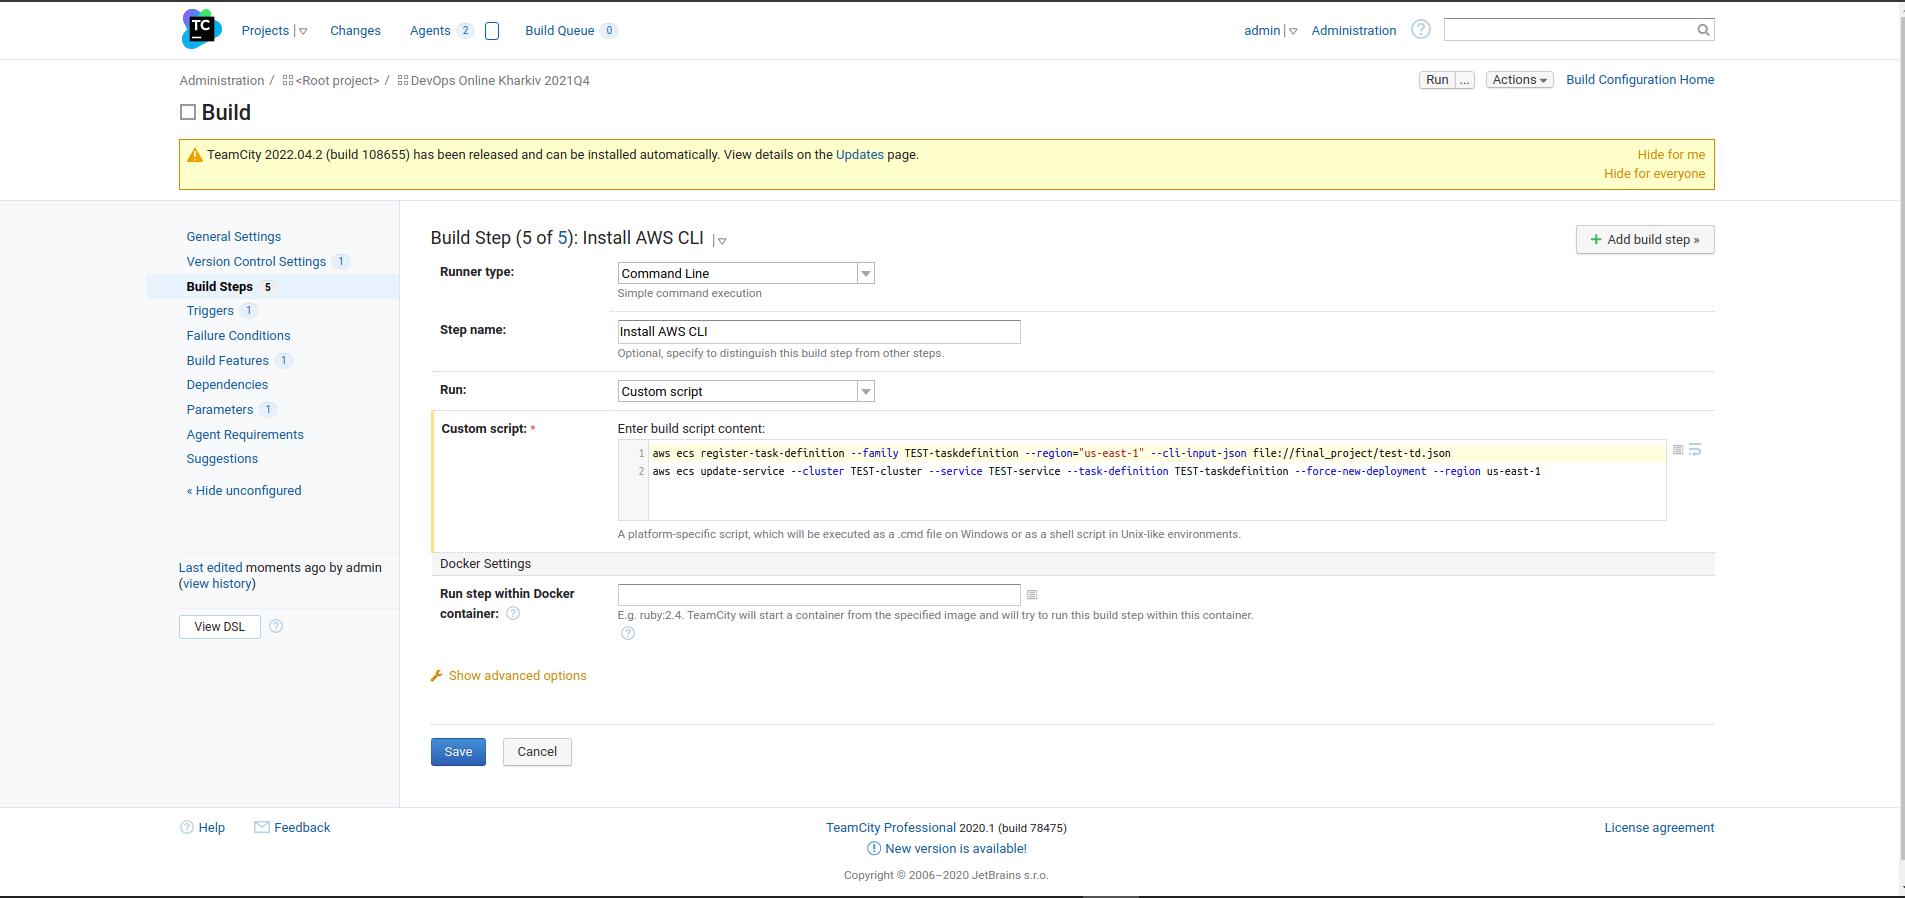 TC
Projects
Changes
Agents 2
Build Queue 0
admin
Administration
?
Administration / <Root project> / DevOps Online Kharkiv 2021Q4
Run ...
Actions
Build Configuration Home
Build
TeamCity 2022.04.2 (build 108655) has been released and can be installed automatically. View details on the Updates page.
Hide for me
Hide for everyone
General Settings
Version Control Settings 1
Build Steps 5
Triggers 1
Failure Conditions
Build Features 1
Dependencies
Parameters 1
Agent Requirements
Suggestions
« Hide unconfigured
Last edited moments ago by admin
(view history)
View DSL ?
Build Step (5 of 5): Install AWS CLI
+ Add build step »
Runner type:
Command Line
Simple command execution
Step name:
Install AWS CLI
Optional, specify to distinguish this build step from other steps.
Run:
Custom script
Custom script: *
Enter build script content:
1 aws ecs register-task-definition --family TEST-taskdefinition --region="us-east-1" --cli-input-json file://final_project/test-td.json
2 aws ecs update-service --cluster TEST-cluster --service TEST-service --task-definition TEST-taskdefinition --force-new-deployment --region us-east-1
A platform-specific script, which will be executed as a .cmd file on Windows or as a shell script in Unix-like environments.
Docker Settings
Run step within Docker
container: ?
E.g. ruby:2.4. TeamCity will start a container from the specified image and will try to run this build step within this container.
?
Show advanced options
Save
Cancel
? Help
Feedback
TeamCity Professional 2020.1 (build 78475)
License agreement
! New version is available!
Copyright © 2006–2020 JetBrains s.r.o.